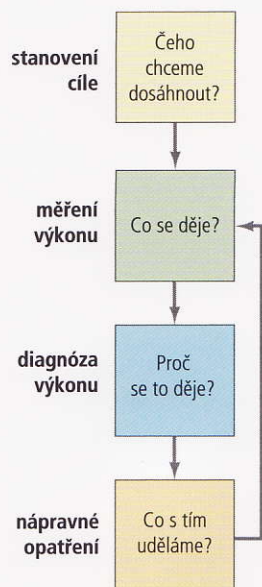 stanovení
cíle
Čeho
chceme
dosáhnout?
měření
výkonu
Co se děje?
diagnóza
výkonu
Proč
se to děje?
nápravné
opatření
Co s tím
uděláme?